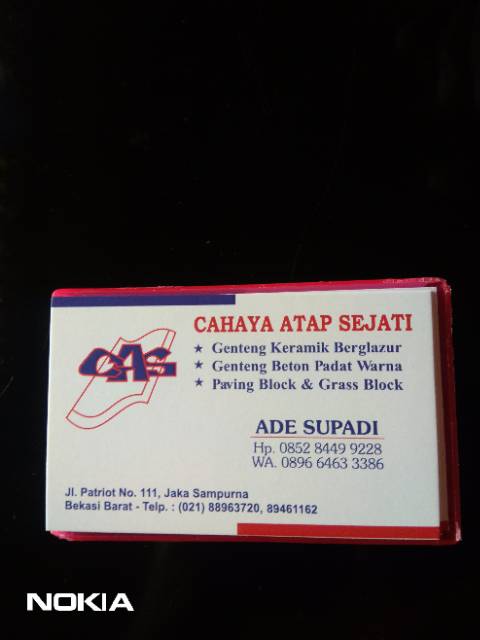 CAHAYA ATAP SEJATI
CAS
★ Genteng Keramik Berglazur
★ Genteng Beton Padat Warna
★ Paving Block & Grass Block
ADE SUPADI
Hp. 0852 8449 9228
WA. 0896 6463 3386
Jl. Patriot No. 111, Jaka Sampurna
Bekasi Barat - Telp. : (021) 88963720, 89461162
NOKIA